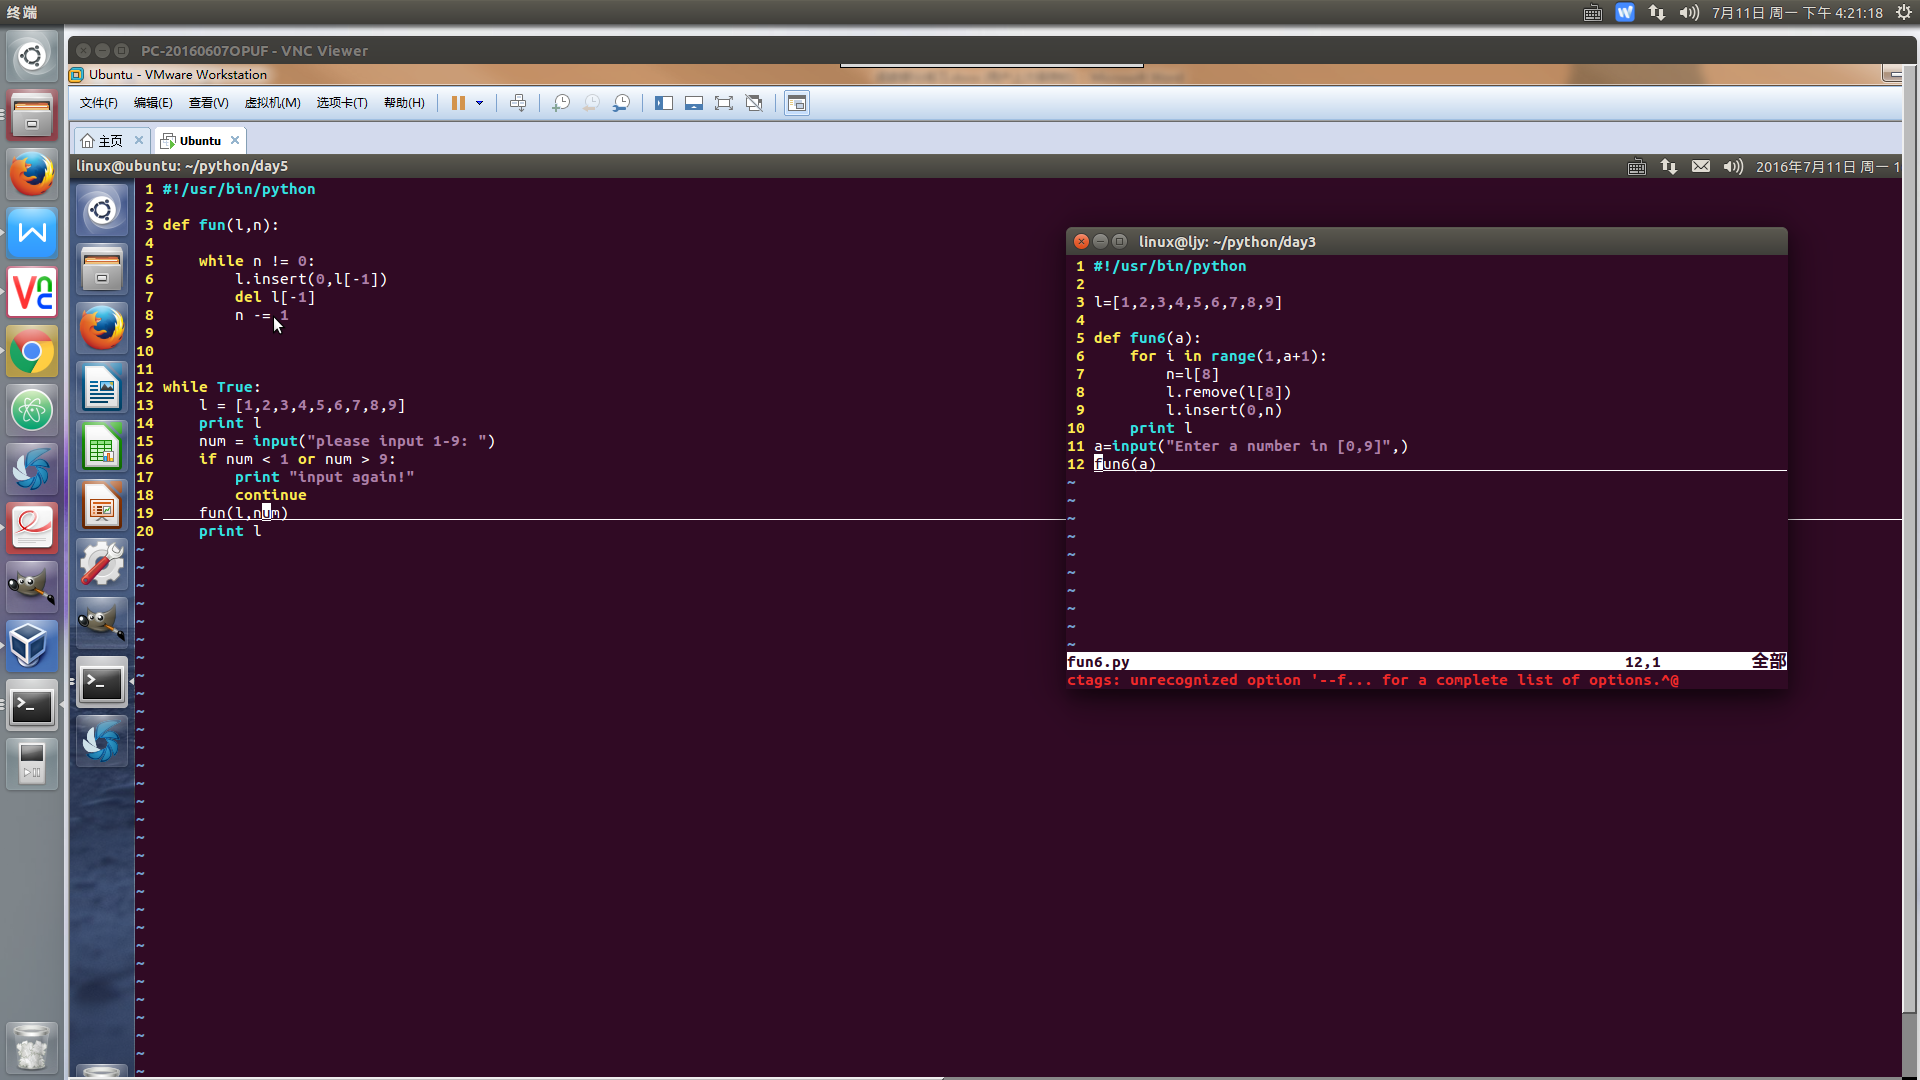 终端
7月11日 周一 下午 4:21:18
PC-20160607OPUF - VNC Viewer
Ubuntu - VMware Workstation
文件(F) 编辑(E) 查看(V) 虚拟机(M) 选项卡(T) 帮助(H)
主页 Ubuntu
linux@ubuntu: ~/python/day5
2016年7月11日 周一 1
1 #!/usr/bin/python
2
3 def fun(l,n):
4
5 while n != 0:
6 l.insert(0,l[-1])
7 del l[-1]
8 n -= 1
9
10
11
12 while True:
13 l = [1,2,3,4,5,6,7,8,9]
14 print l
15 num = input("please input 1-9: ")
16 if num < 1 or num > 9:
17 print "input again!"
18 continue
19 fun(l,num)
20 print l
linux@ljy: ~/python/day3
1 #!/usr/bin/python
2
3 l=[1,2,3,4,5,6,7,8,9]
4
5 def fun6(a):
6 for i in range(1,a+1):
7 n=l[8]
8 l.remove(l[8])
9 l.insert(0,n)
10 print l
11 a=input("Enter a number in [0,9]",)
12 fun6(a)
fun6.py 12,1 全部
ctags: unrecognized option '--f... for a complete list of options.^@